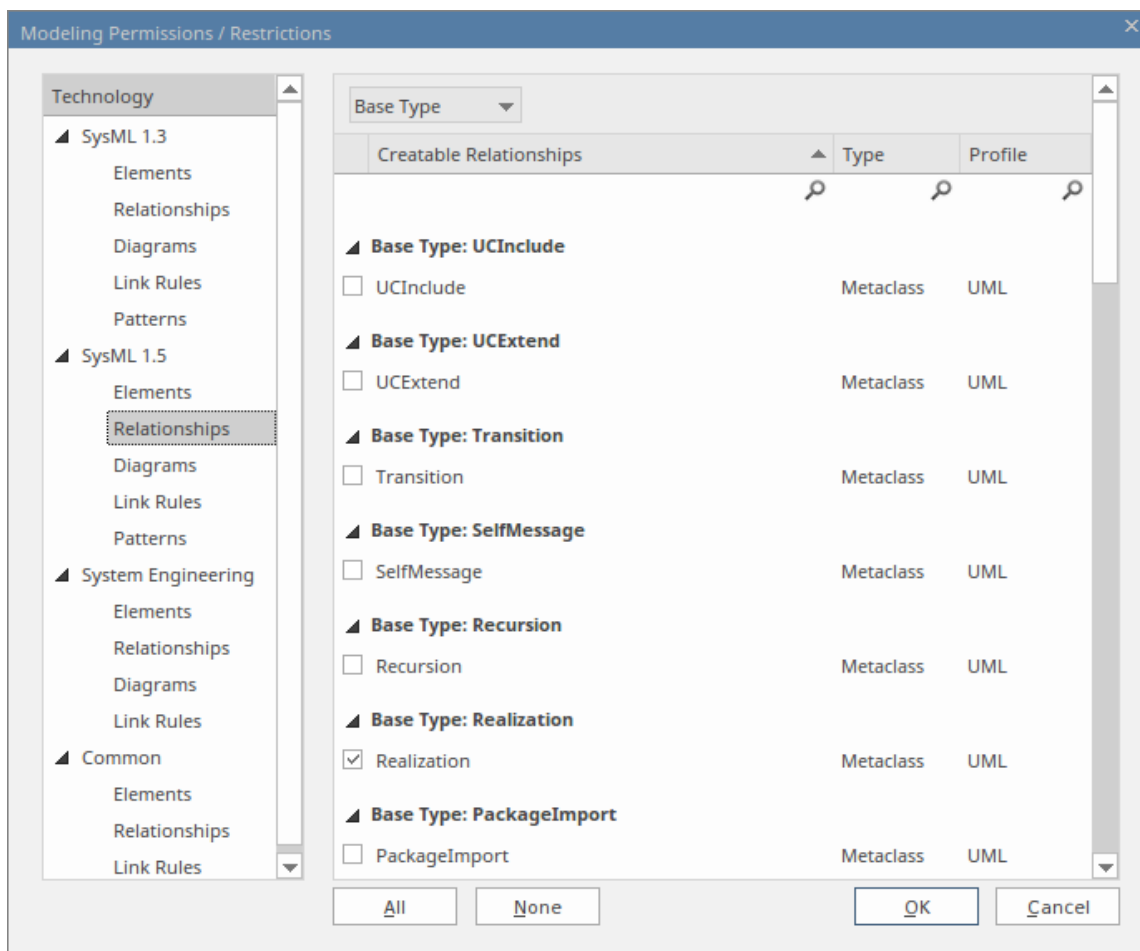 Modeling Permissions / Restrictions
Technology
SysML 1.3
Elements
Relationships
Diagrams
Link Rules
Patterns
SysML 1.5
Elements
Relationships
Diagrams
Link Rules
Patterns
System Engineering
Elements
Relationships
Diagrams
Link Rules
Common
Elements
Relationships
Link Rules
Base Type
Creatable Relationships Type Profile
Base Type: UCInclude
UCInclude Metaclass UML
Base Type: UCExtend
UCExtend Metaclass UML
Base Type: Transition
Transition Metaclass UML
Base Type: SelfMessage
SelfMessage Metaclass UML
Base Type: Recursion
Recursion Metaclass UML
Base Type: Realization
Realization Metaclass UML
Base Type: PackageImport
PackageImport Metaclass UML
All None OK Cancel